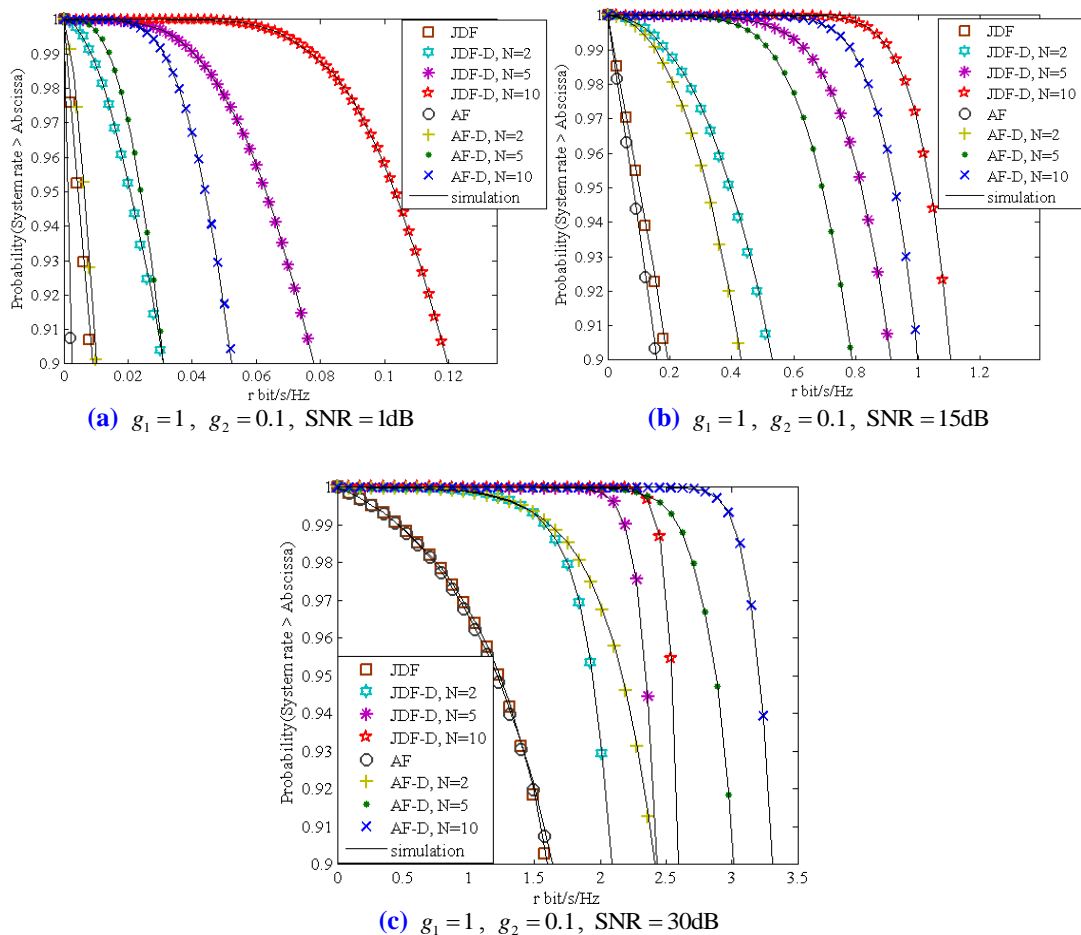 1
0.99
0.98
0.97
0.96
0.95
0.94
0.93
0.92
0.91
0.9
Probability(System rate > Abscissa)
0
0.02
0.04
0.06
0.08
0.1
0.12
r bit/s/Hz
JDF
JDF-D, N=2
JDF-D, N=5
JDF-D, N=10
AF
AF-D, N=2
AF-D, N=5
AF-D, N=10
simulation
(a) g₁ = 1 , g₂ = 0.1, SNR = 1dB
1
0.99
0.98
0.97
0.96
0.95
0.94
0.93
0.92
0.91
0.9
Probability(System rate > Abscissa)
0
0.2
0.4
0.6
0.8
1
1.2
r bit/s/Hz
JDF
JDF-D, N=2
JDF-D, N=5
JDF-D, N=10
AF
AF-D, N=2
AF-D, N=5
AF-D, N=10
simulation
(b) g₁ = 1 , g₂ = 0.1, SNR = 15dB
1
0.99
0.98
0.97
0.96
0.95
0.94
0.93
0.92
0.91
0.9
Probability(System rate > Abscissa)
0
0.5
1
1.5
2
2.5
3
3.5
r bit/s/Hz
JDF
JDF-D, N=2
JDF-D, N=5
JDF-D, N=10
AF
AF-D, N=2
AF-D, N=5
AF-D, N=10
simulation
(c) g₁ = 1 , g₂ = 0.1, SNR = 30dB